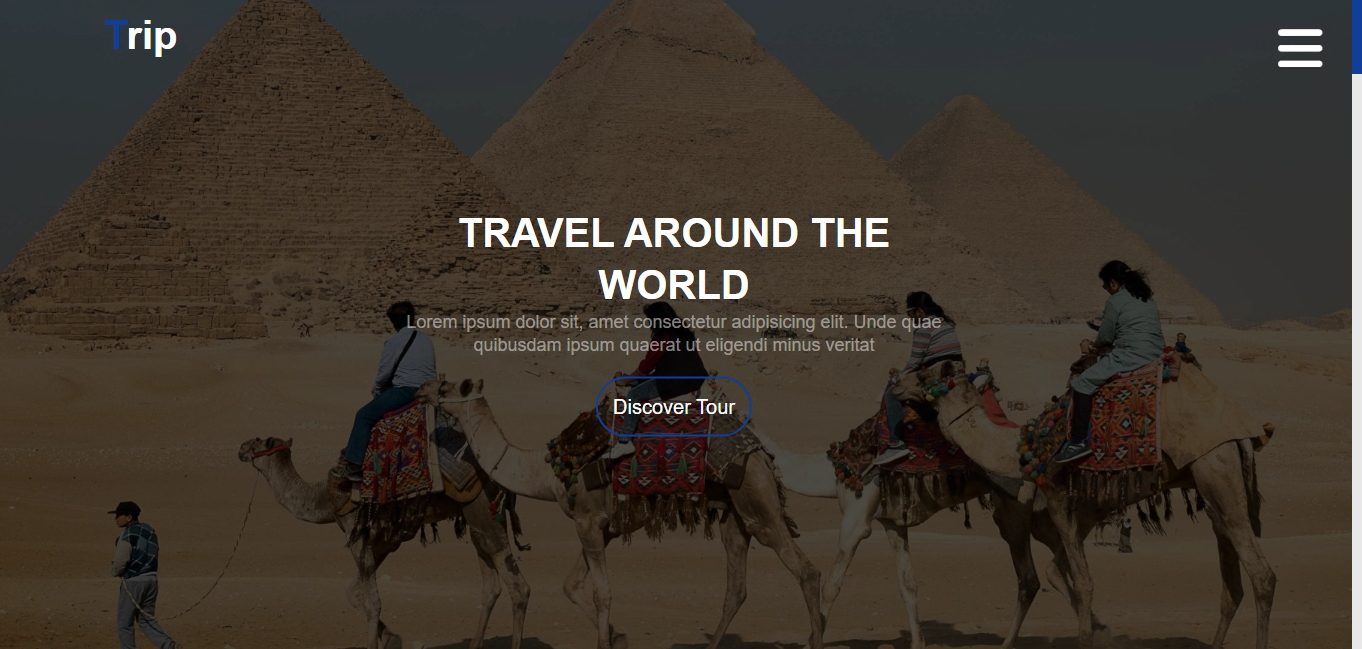 Trip
TRAVEL AROUND THE
WORLD
Lorem ipsum dolor sit, amet consectetur adipisicing elit. Unde quae
quibusdam ipsum quaerat ut eligendi minus veritat
Discover Tour